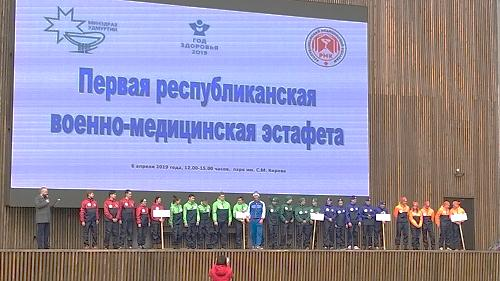 МИНЗДРАВ
УДМУРТИИ
ГОД
ЗДОРОВЬЯ
2019
РМК
Первая республиканская
военно-медицинская эстафета
6 апреля 2019 года, 12.00-15.00 часов, парк им. С.М. Кирова